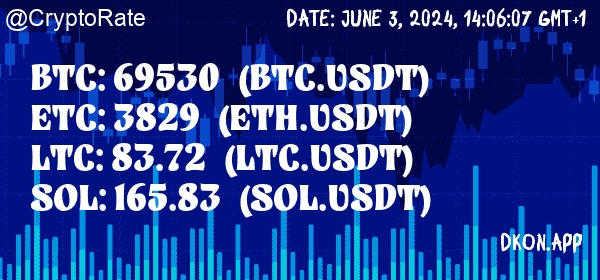 @CryptoRate
DATE: JUNE 3, 2024, 14:06:07 GMT+1
BTC: 69530 (BTC.USDT)
ETC: 3829 (ETH.USDT)
LTC: 83.72 (LTC.USDT)
SOL: 165.83 (SOL.USDT)
DKON.APP